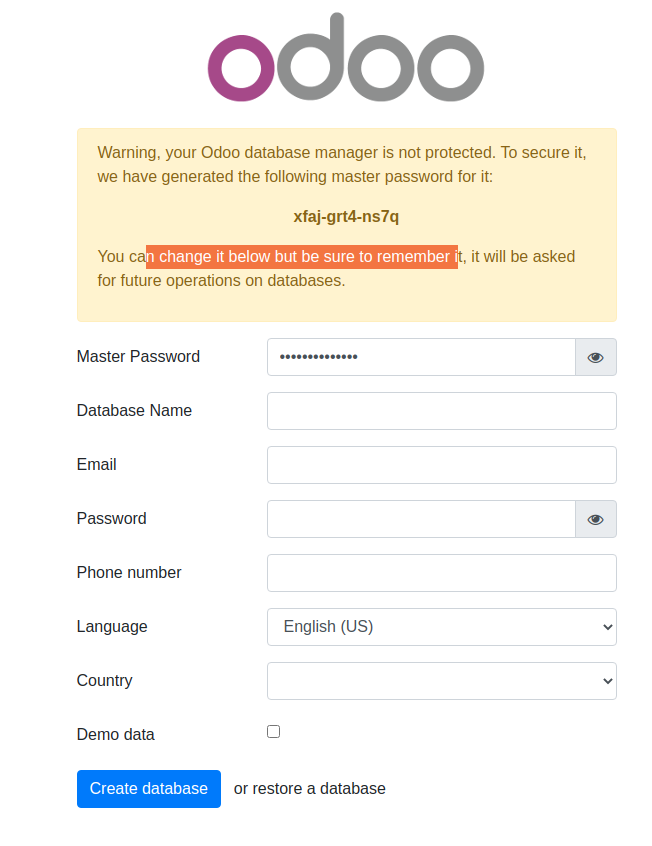 odoo
Warning, your Odoo database manager is not protected. To secure it,
we have generated the following master password for it:
xfaj-grt4-ns7q
You can change it below but be sure to remember it, it will be asked
for future operations on databases.
Master Password ••••••••••••••
Database Name
Email
Password
Phone number
Language English (US)
Country
Demo data
Create database or restore a database